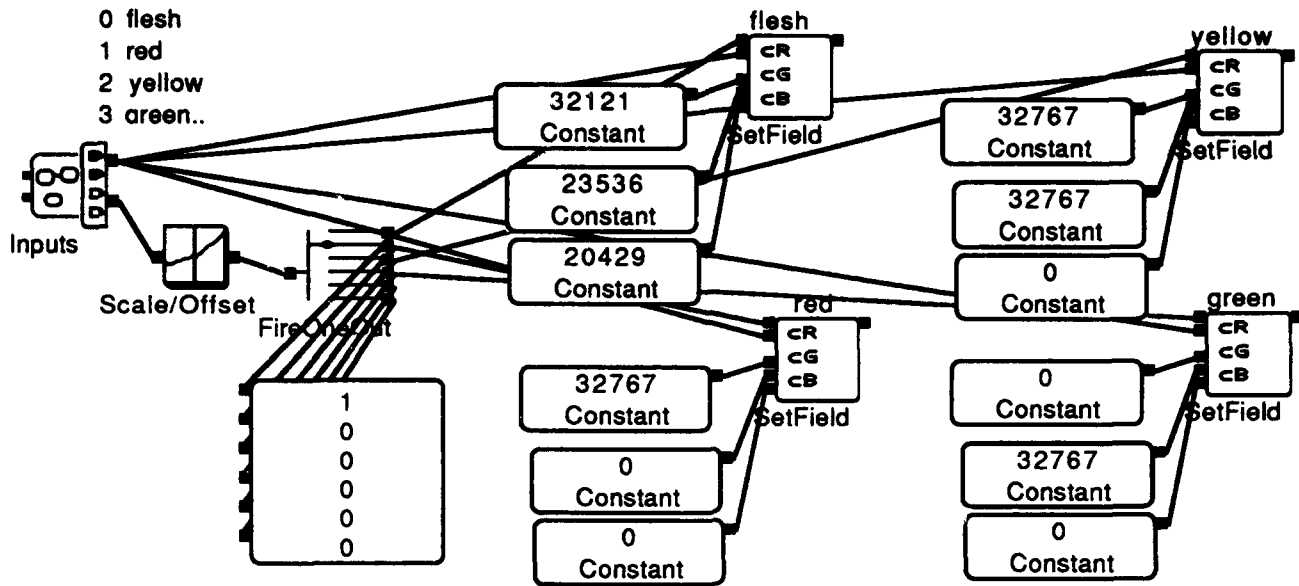 0 flesh
1 red
2 yellow
3 green..
Inputs
Scale/Offset
FireOneOut
1
0
0
0
0
0
flesh
cR
cG
cB
SetField
32121
Constant
23536
Constant
20429
Constant
red
cR
cG
cB
SetField
32767
Constant
0
Constant
0
Constant
yellow
cR
cG
cB
SetField
32767
Constant
32767
Constant
0
Constant
green
cR
cG
cB
SetField
0
Constant
32767
Constant
0
Constant